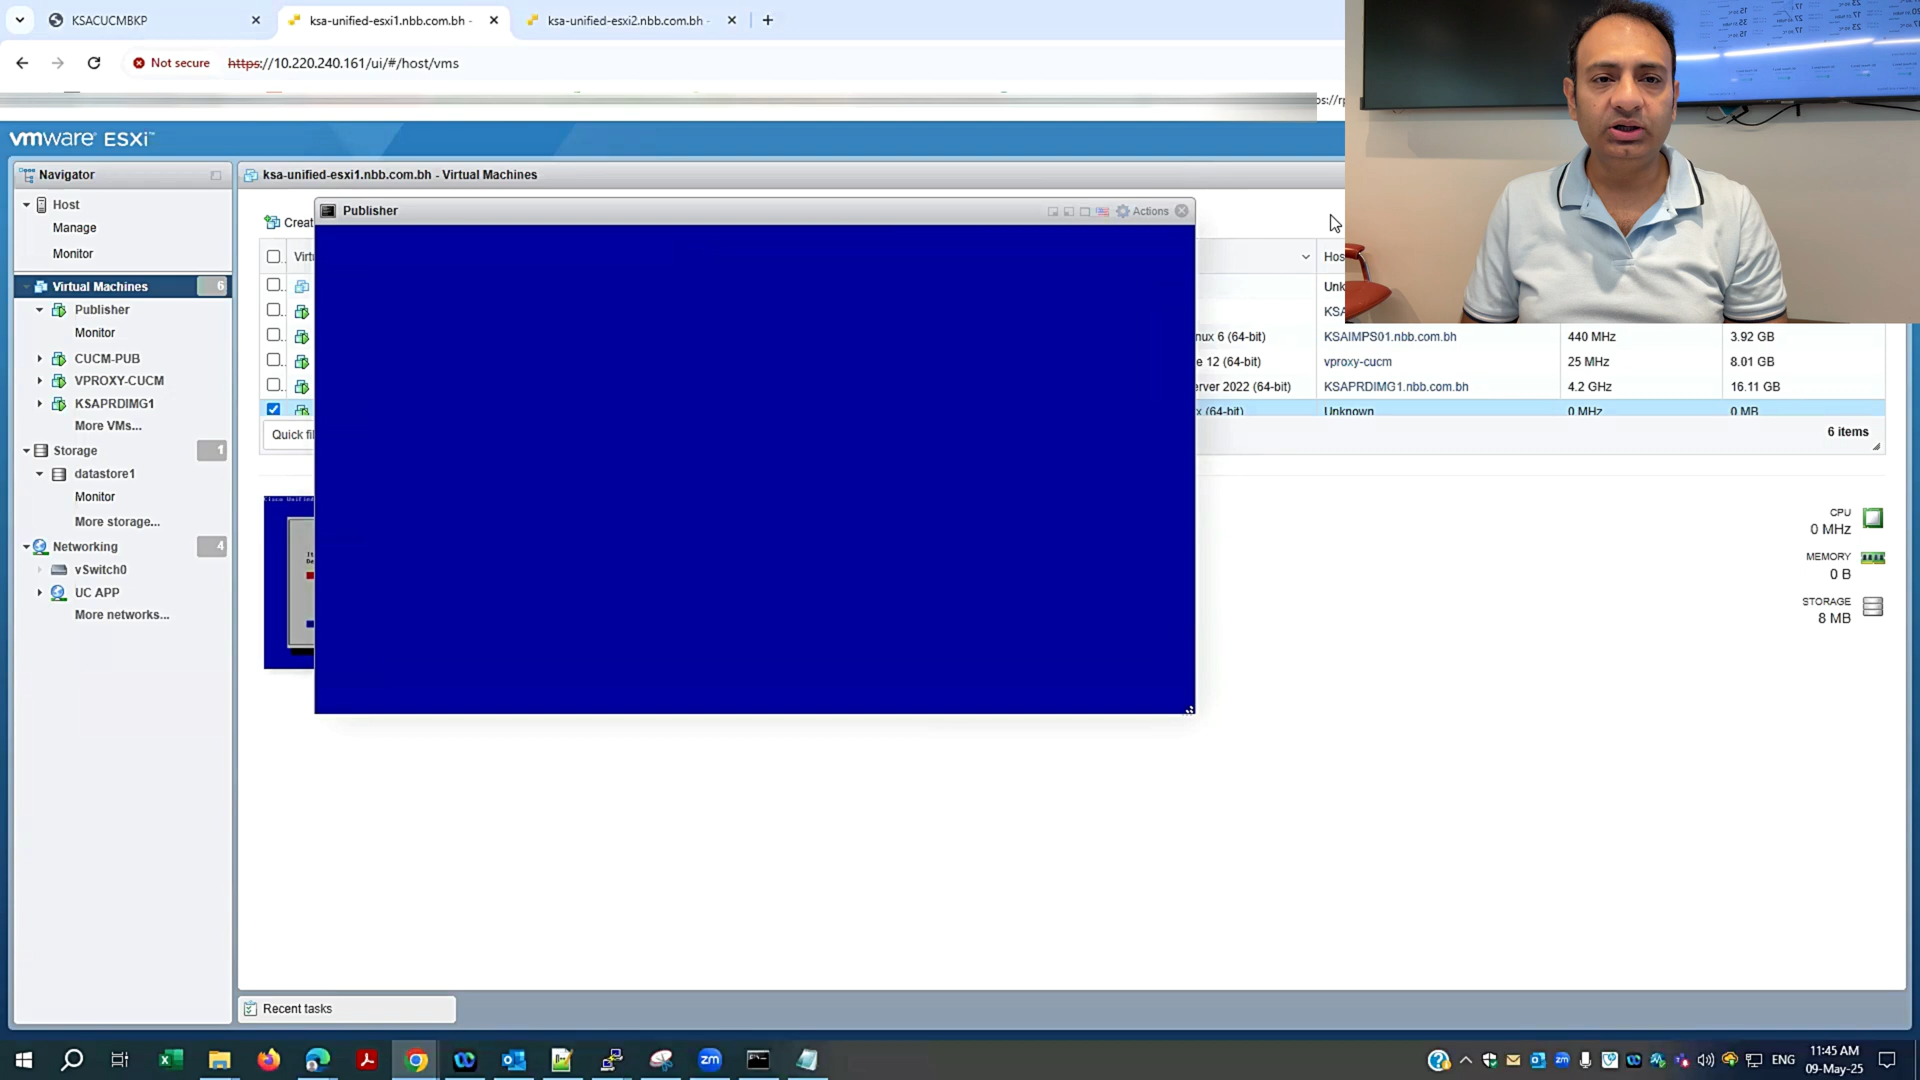 KSACUCMBKP
ksa-unified-esxi1.nbb.com.bh -
ksa-unified-esxi2.nbb.com.bh -
Not secure
https://10.220.240.161/ui/#/host/vms
vmware ESXi™
Navigator
Host
Manage
Monitor
Virtual Machines
6
Publisher
Monitor
CUCM-PUB
VPROXY-CUCM
KSAPRDIMG1
More VMs...
Storage
1
datastore1
Monitor
More storage...
Networking
4
vSwitch0
UC APP
More networks...
ksa-unified-esxi1.nbb.com.bh - Virtual Machines
Creat
Publisher
Actions
Virt
Hos
Unk
KSA
nux 6 (64-bit)
KSAIMPS01.nbb.com.bh
440 MHz
3.92 GB
e 12 (64-bit)
vproxy-cucm
25 MHz
8.01 GB
erver 2022 (64-bit)
KSAPRDIMG1.nbb.com.bh
4.2 GHz
16.11 GB
x (64-bit)
Unknown
0 MHz
0 MB
Quick fil
6 items
CPU
0 MHz
MEMORY
0 B
STORAGE
8 MB
Recent tasks
ENG
11:45 AM
09-May-25